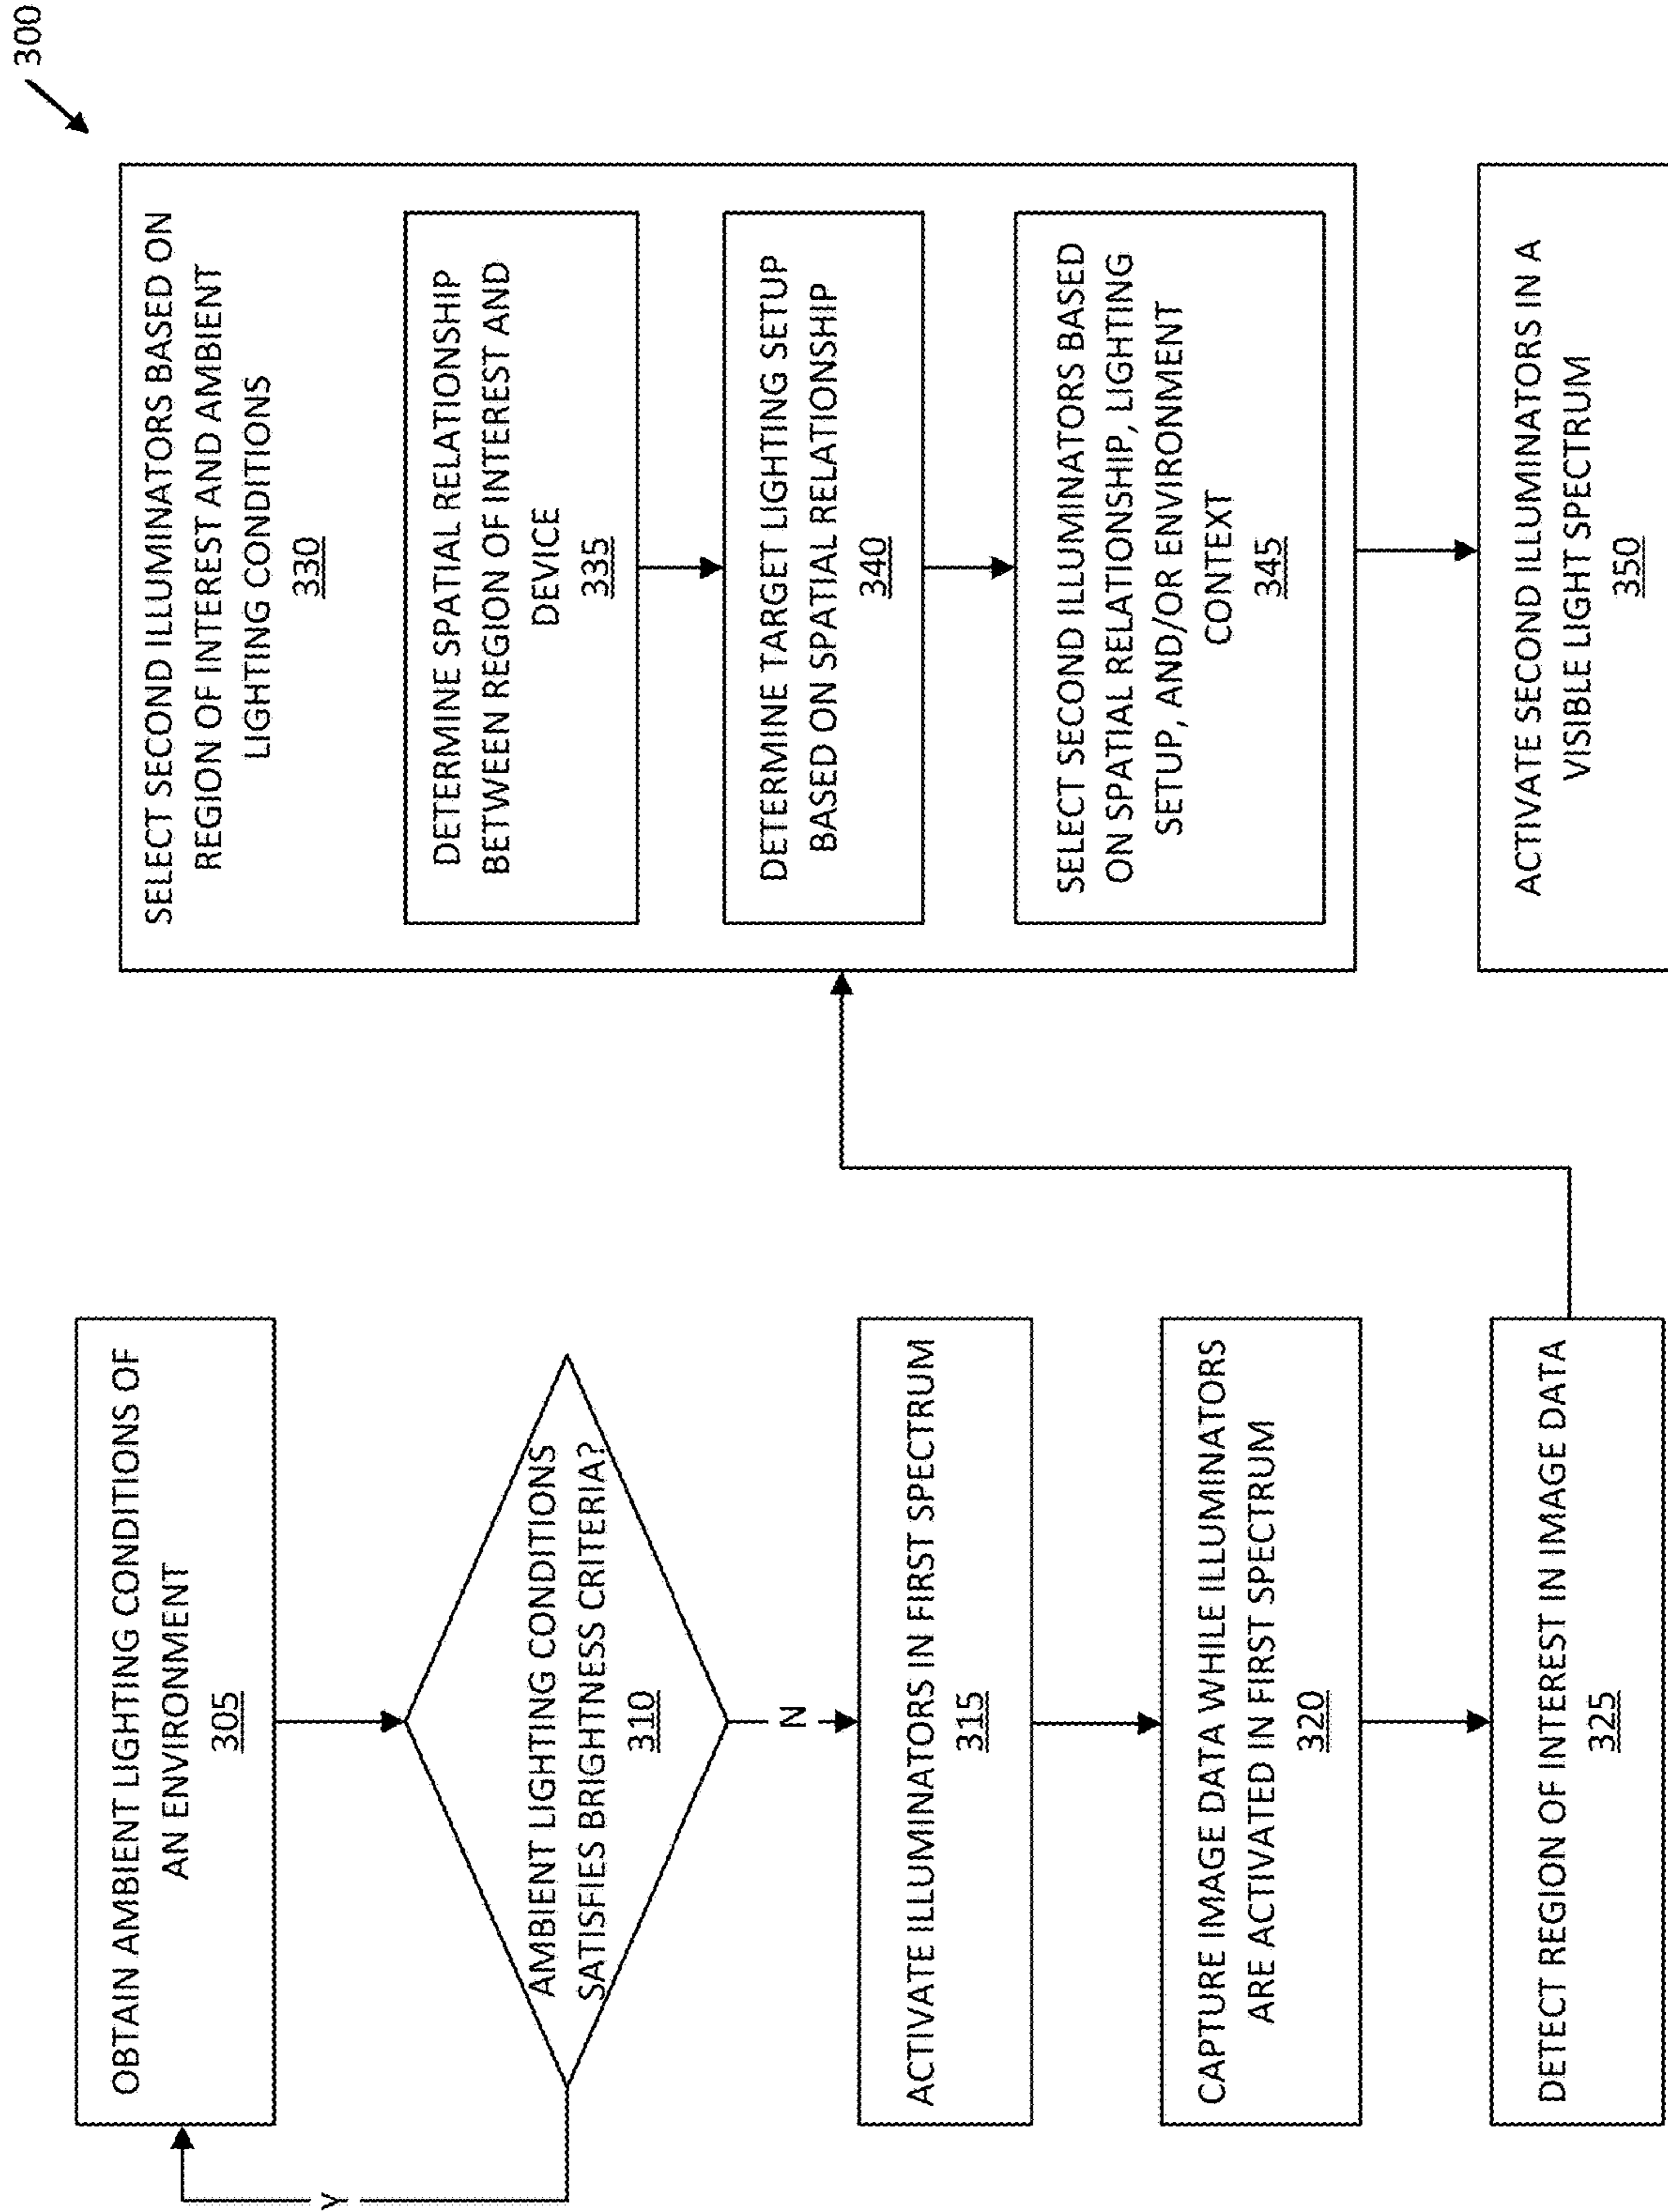 300
OBTAIN AMBIENT LIGHTING CONDITIONS OF
AN ENVIRONMENT
305
AMBIENT LIGHTING CONDITIONS
SATISFIES BRIGHTNESS CRITERIA?
310
Y
N
ACTIVATE ILLUMINATORS IN FIRST SPECTRUM
315
CAPTURE IMAGE DATA WHILE ILLUMINATORS
ARE ACTIVATED IN FIRST SPECTRUM
320
DETECT REGION OF INTEREST IN IMAGE DATA
325
SELECT SECOND ILLUMINATORS BASED ON
REGION OF INTEREST AND AMBIENT
LIGHTING CONDITIONS
330
DETERMINE SPATIAL RELATIONSHIP
BETWEEN REGION OF INTEREST AND
DEVICE
335
DETERMINE TARGET LIGHTING SETUP
BASED ON SPATIAL RELATIONSHIP
340
SELECT SECOND ILLUMINATORS BASED
ON SPATIAL RELATIONSHIP, LIGHTING
SETUP, AND/OR ENVIRONMENT
CONTEXT
345
ACTIVATE SECOND ILLUMINATORS IN A
VISIBLE LIGHT SPECTRUM
350